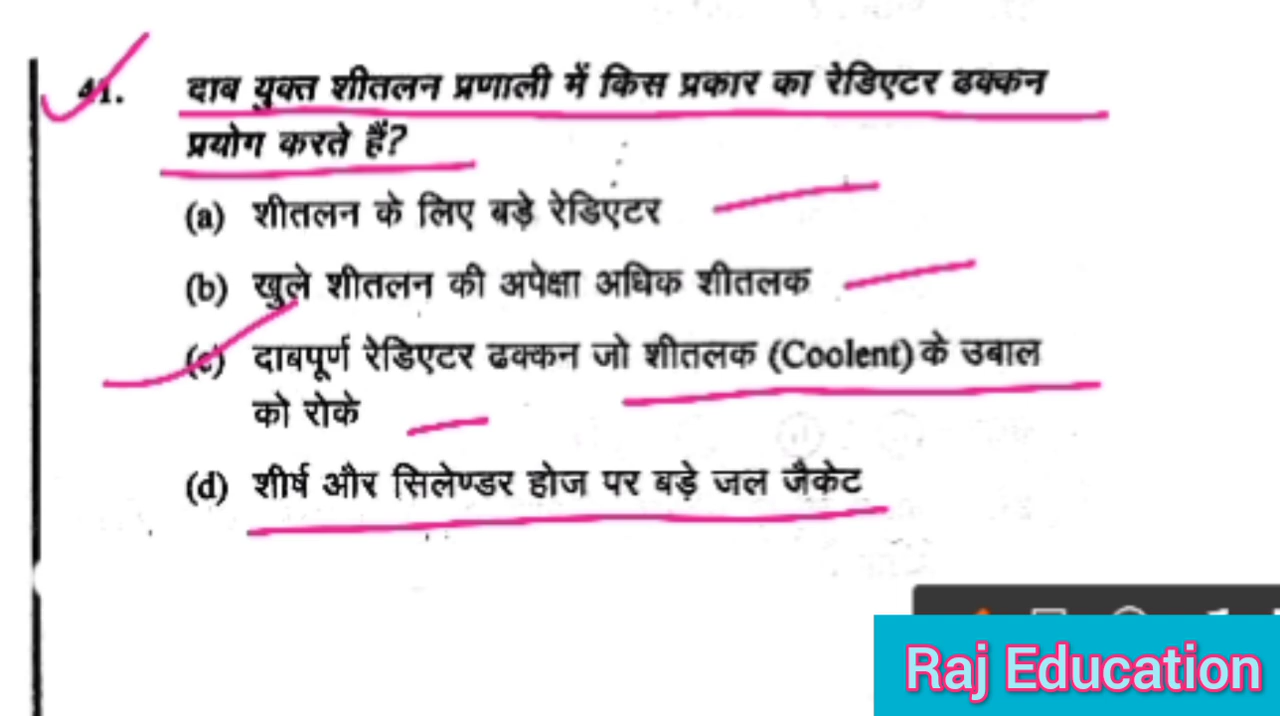 41. दाब युक्त शीतलन प्रणाली में किस प्रकार का रेडिएटर ढक्कन
प्रयोग करते हैं?
(a) शीतलन के लिए बड़े रेडिएटर
(b) खुले शीतलन की अपेक्षा अधिक शीतलक
(c) दाबपूर्ण रेडिएटर ढक्कन जो शीतलक (Coolent) के उबाल
को रोके
(d) शीर्ष और सिलेण्डर होज पर बड़े जल जैकेट
Raj Education